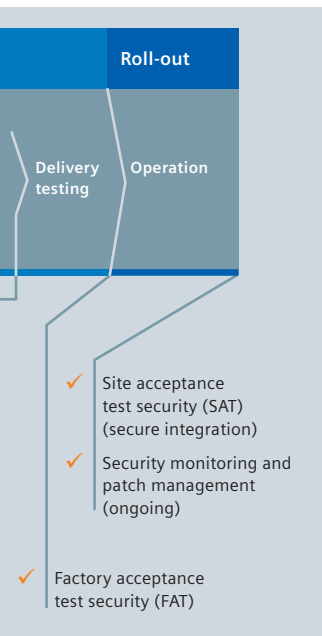 Roll-out
Delivery
testing
Operation
Site acceptance
test security (SAT)
(secure integration)
Security monitoring and
patch management
(ongoing)
Factory acceptance
test security (FAT)